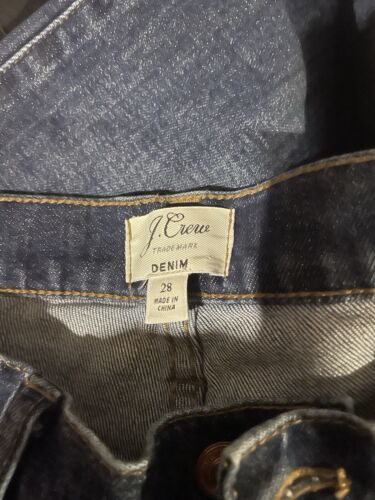 J.Crew
TRADEMARK
DENIM
28
MADE IN
CHINA